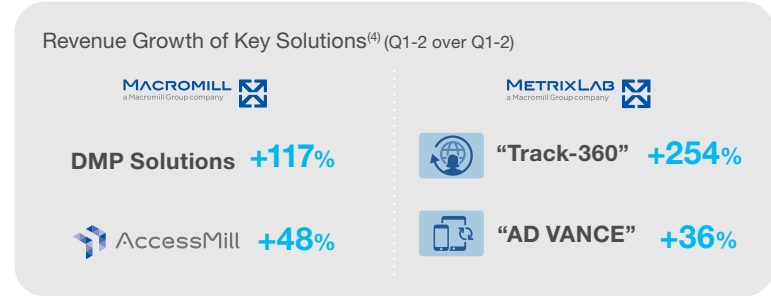 Revenue Growth of Key Solutions(4) (Q1-2 over Q1-2)
MACROMILL
a Macromill Group company
DMP Solutions +117%
AccessMill +48%
METRIXLAB
a Macromill Group company
“Track-360” +254%
“AD VANCE” +36%